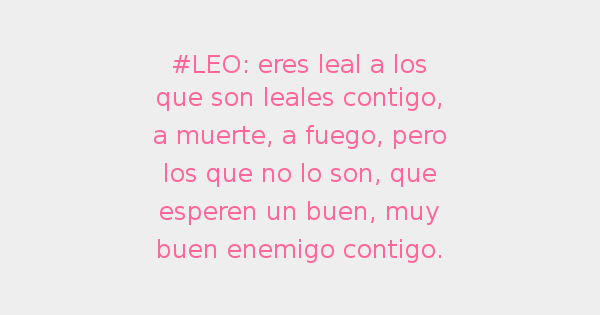 #LEO: eres leal a los
que son leales contigo,
a muerte, a fuego, pero
los que no lo son, que
esperen un buen, muy
buen enemigo contigo.